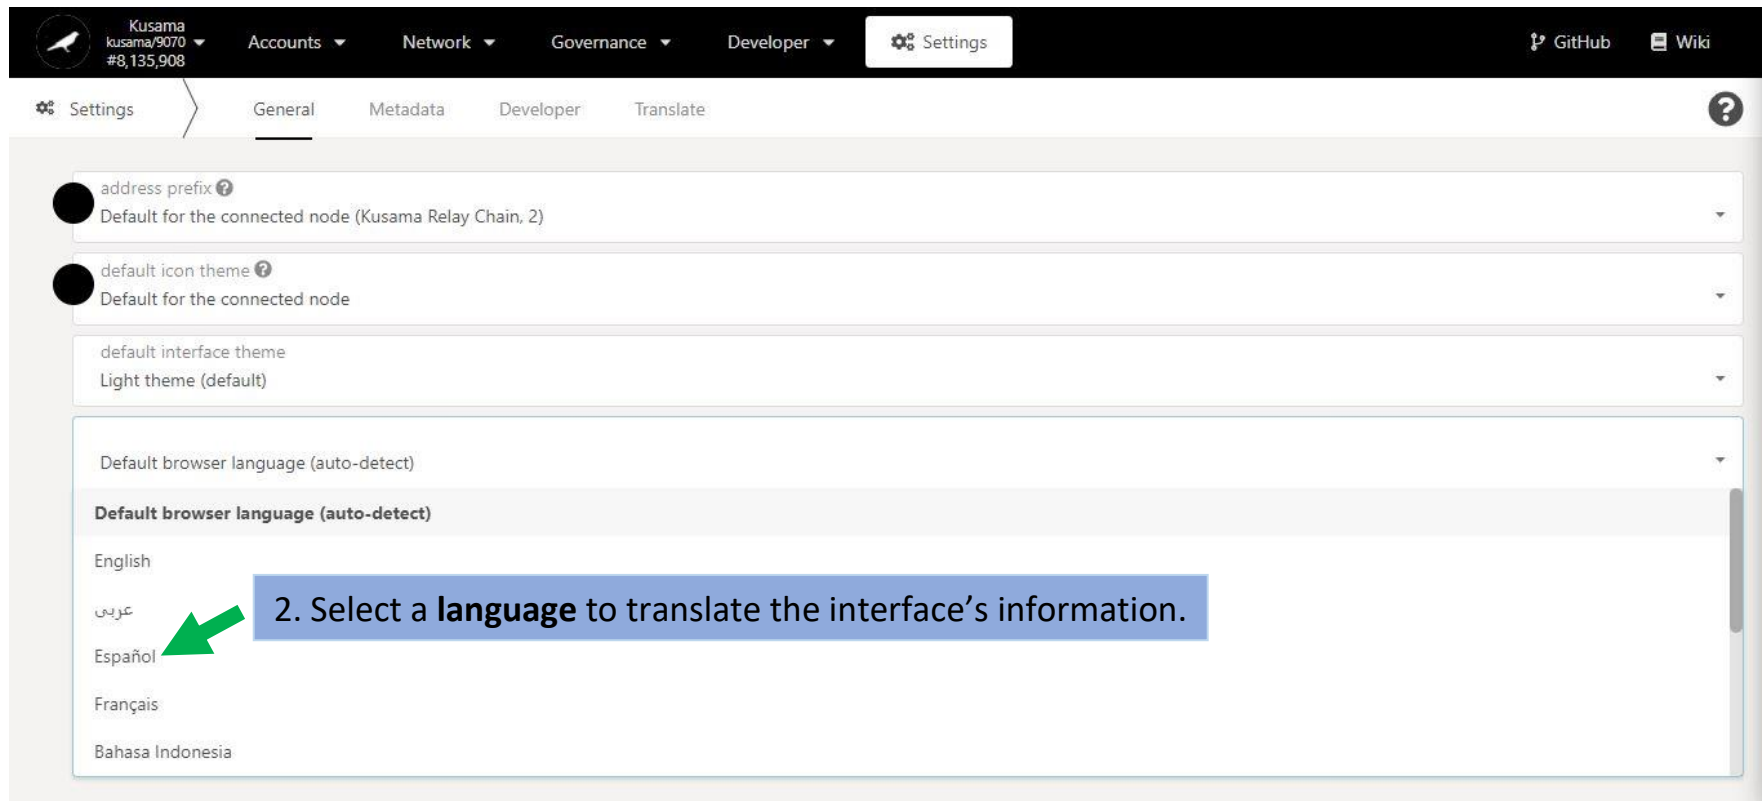 Kusama
kusama/9070
#8,135,908
Accounts
Network
Governance
Developer
Settings
GitHub
Wiki
Settings
General
Metadata
Developer
Translate
address prefix
Default for the connected node (Kusama Relay Chain, 2)
default icon theme
Default for the connected node
default interface theme
Light theme (default)
Default browser language (auto-detect)
Default browser language (auto-detect)
English
عربى
2. Select a language to translate the interface’s information.
Español
Français
Bahasa Indonesia